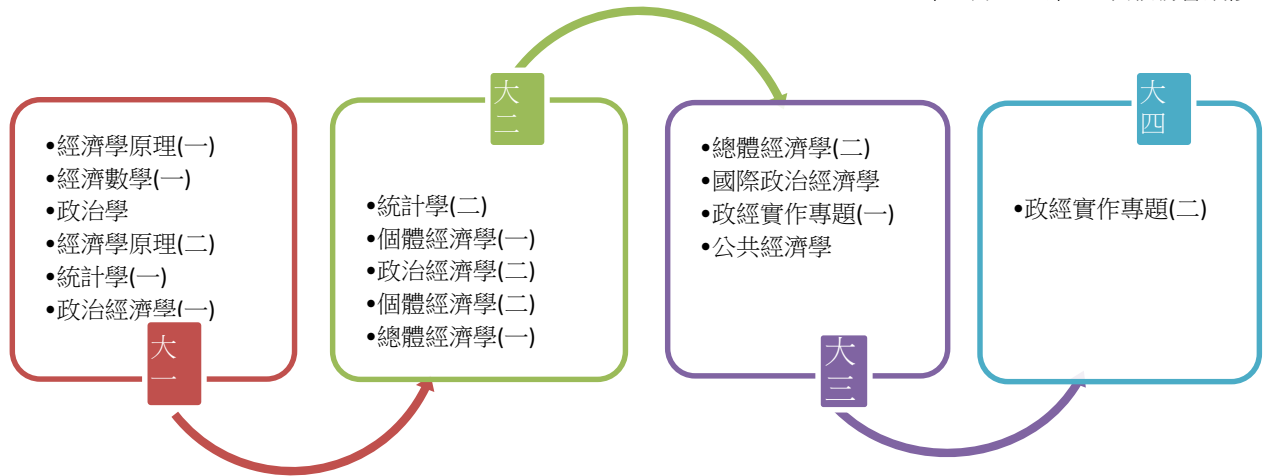 •經濟學原理(一)
•經濟數學(一)
•政治學
•經濟學原理(二)
•統計學(一)
•政治經濟學(一)
大
一
大
二
•統計學(二)
•個體經濟學(一)
•政治經濟學(二)
•個體經濟學(二)
•總體經濟學(一)
•總體經濟學(二)
•國際政治經濟學
•政經實作專題(一)
•公共經濟學
大
三
大
四
•政經實作專題(二)